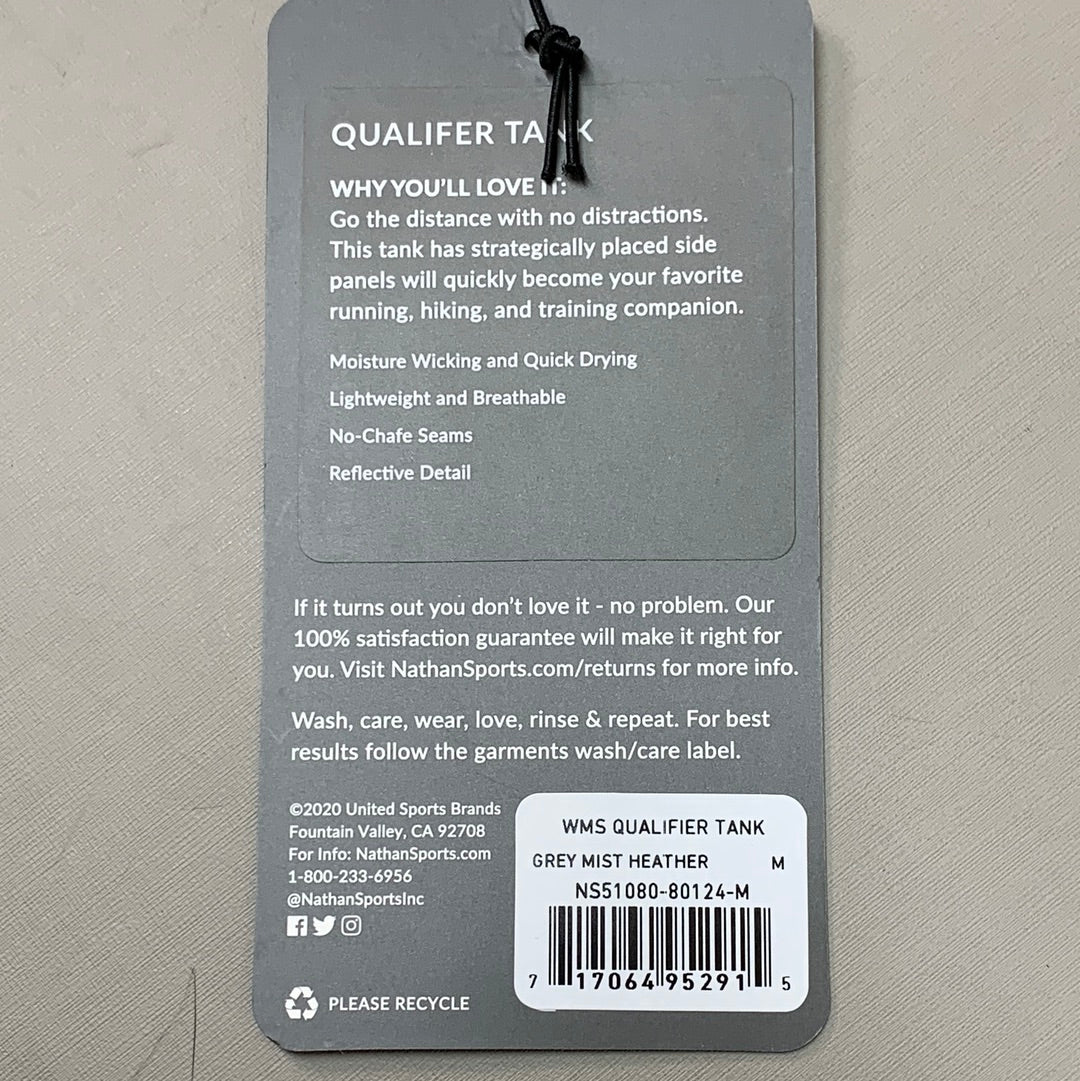 QUALIFER TANK
WHY YOU'LL LOVE IT:
Go the distance with no distractions.
This tank has strategically placed side
panels will quickly become your favorite
running, hiking, and training companion.
Moisture Wicking and Quick Drying
Lightweight and Breathable
No-Chafe Seams
Reflective Detail
If it turns out you don't love it - no problem. Our
100% satisfaction guarantee will make it right for
you. Visit NathanSports.com/returns for more info.
Wash, care, wear, love, rinse & repeat. For best
results follow the garments wash/care label.
©2020 United Sports Brands
Fountain Valley, CA 92708
For Info: NathanSports.com
1-800-233-6956
@NathanSportsInc
PLEASE RECYCLE
WMS QUALIFIER TANK
GREY MIST HEATHER M
NS51080-80124-M
7 17064 95291 5